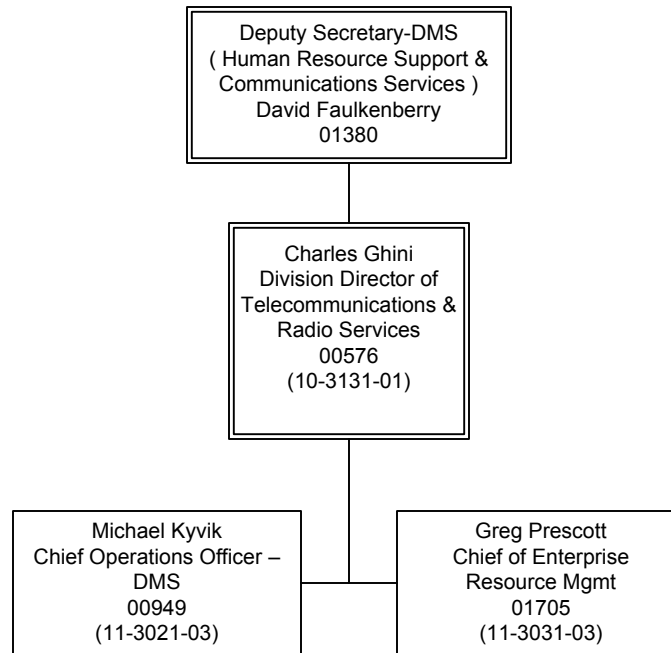 Deputy Secretary-DMS
( Human Resource Support &
Communications Services )
David Faulkenberry
01380
Charles Ghini
Division Director of
Telecommunications &
Radio Services
00576
(10-3131-01)
Michael Kyvik
Chief Operations Officer –
DMS
00949
(11-3021-03)
Greg Prescott
Chief of Enterprise
Resource Mgmt
01705
(11-3031-03)